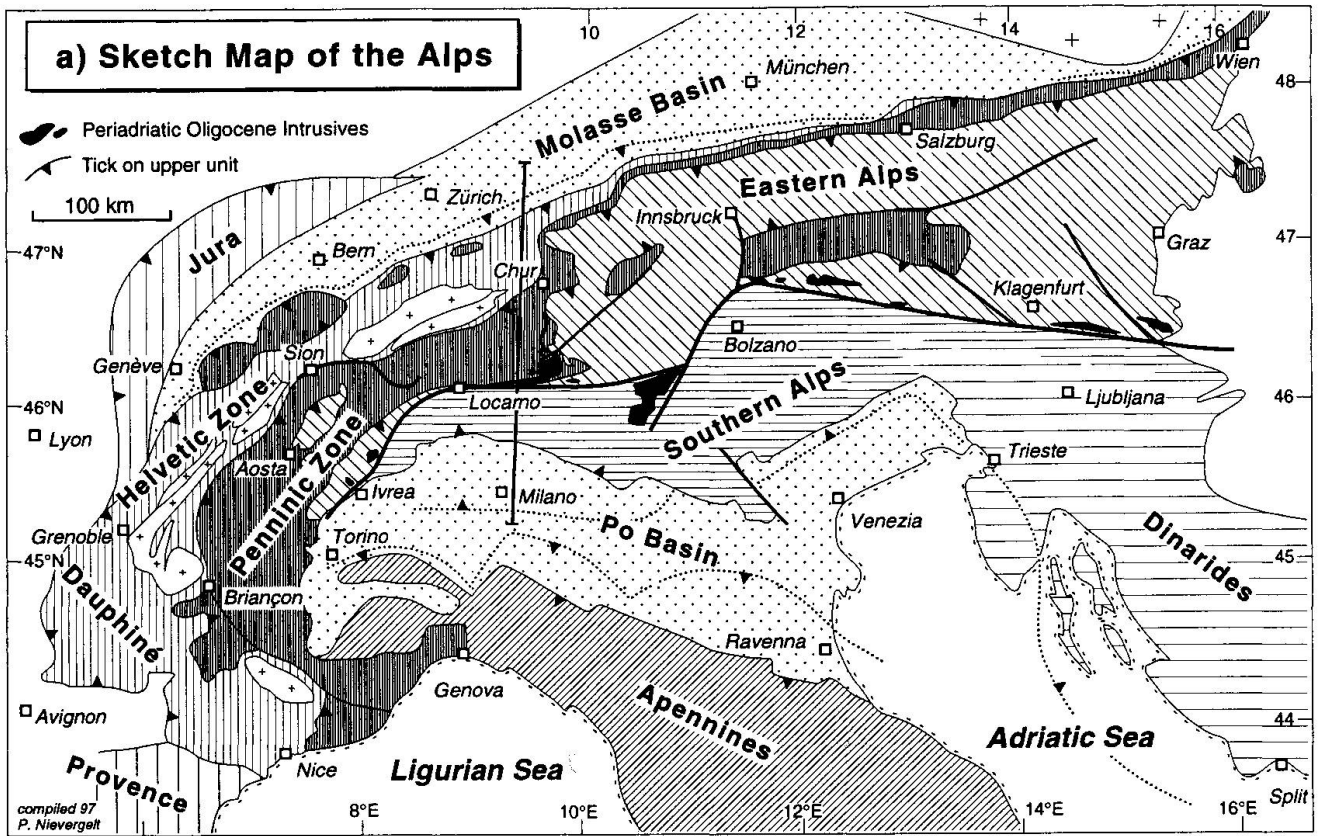 a) Sketch Map of the Alps
Periadriatic Oligocene Intrusives
Tick on upper unit
100 km
10
12
14
16
Wien
48
München
Molasse Basin
Salzburg
Eastern Alps
Zürich
Innsbruck
Jura
Bern
47°N
47
Graz
Chur
Klagenfurt
Bolzano
Sion
Genève
Locarno
46°N
46
Ljubljana
Lyon
Helvetic Zone
Southern Alps
Aosta
Penninic Zone
Trieste
Ivrea
Milano
Venezia
Grenoble
Torino
Po Basin
45°N
45
Dinarides
Briançon
Dauphiné
Ravenna
Genova
Apennines
Avignon
44
Adriatic Sea
Nice
Ligurian Sea
Provence
Split
compiled 97
P. Nievergelt
8°E
10°E
12°E
14°E
16°E